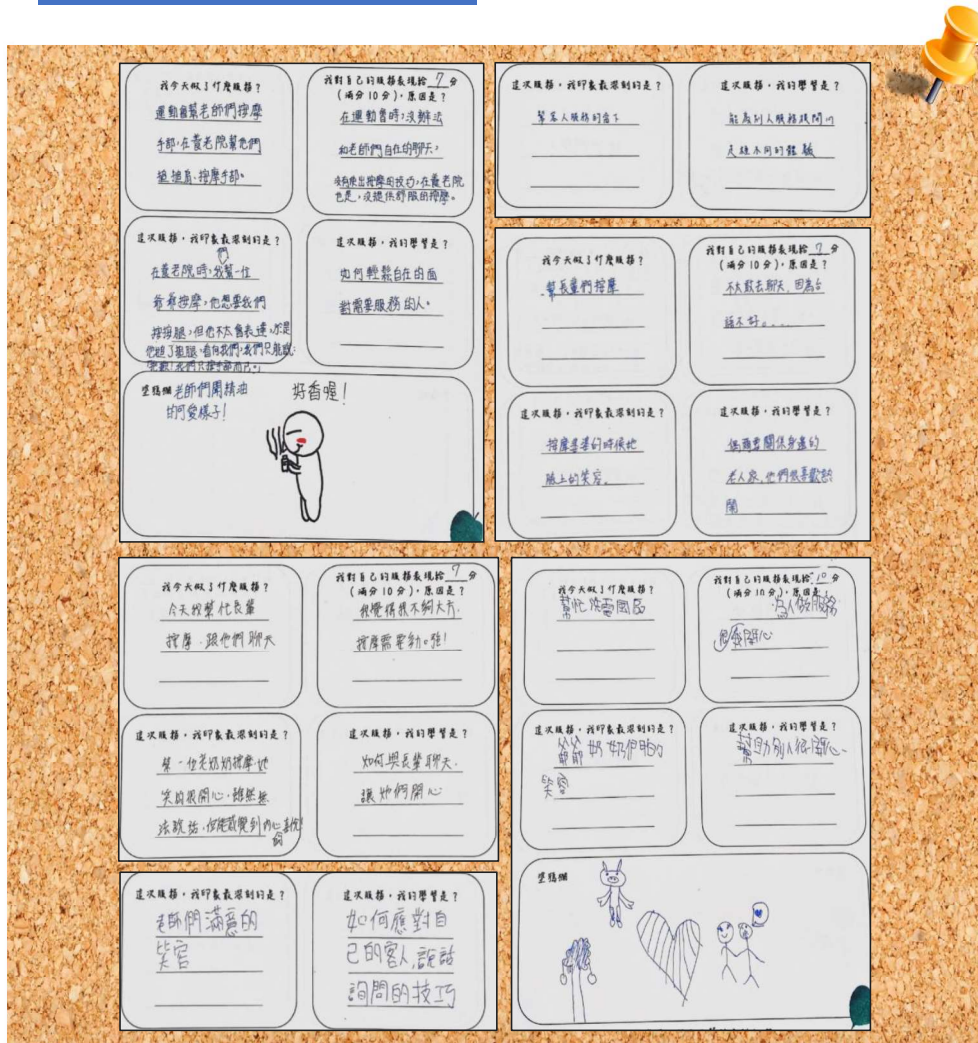 我今天做了什麼服務?
運動會幫老師們按摩
手部,在養老院幫他們
搥搥肩、按摩手部。
我對自己的服務表現給 7 分
(滿分10分),原因是?
在運動會時,沒辦法
和老師們自在的聊天,
沒有使出按摩的技巧,在養老院
也是,沒提供舒服的按摩。
這次服務,我印象最深刻的是?
在養老院時,我幫一位
爺爺按摩,他想要我們
按按腿,但他不太會表達,於是
他搥了搥腿,看向我們,我們只能說:
我們只按手部而已。」
這次服務,我的學習是?
如何輕鬆自在的面
對需要服務的人。
塗鴉欄
老師們聞精油
的可愛樣子!
好香喔!
這次服務,我印象最深刻的是?
幫客人服務的當下
這次服務,我的學習是?
能為別人服務
不同的體驗
我今天做了什麼服務?
幫長輩們按摩
我對自己的服務表現給 7 分
(滿分10分),原因是?
不太敢去聊天,因為台
語不好。...
這次服務,我印象最深刻的是?
按摩婆婆的時候她
臉上的笑容。
這次服務,我的學習是?
偶爾要關係身邊的
老人家,他們很喜歡熱
鬧
我今天做了什麼服務?
今天我幫忙長輩
按摩、跟他們聊天
我對自己的服務表現給 7 分
(滿分10分),原因是?
我覺得我不夠大方,
按摩需要加強!
這次服務,我印象最深刻的是?
第一位是奶奶按摩,她
笑的很開心,雖然無
法說話,但能感覺到內心
這次服務,我的學習是?
如何與長輩聊天,
讓她們開心
我今天做了什麼服務?
幫忙洗電風扇
我對自己的服務表現給 10 分
(滿分10分),原因是?
為人做服務
很開心
這次服務,我印象最深刻的是?
爺爺奶奶們的
笑容
這次服務,我的學習是?
幫助別人很開心
塗鴉欄
這次服務,我印象最深刻的是?
老師們滿意的
笑容
這次服務,我的學習是?
如何應對自
己的客人,說話
詢問的技巧